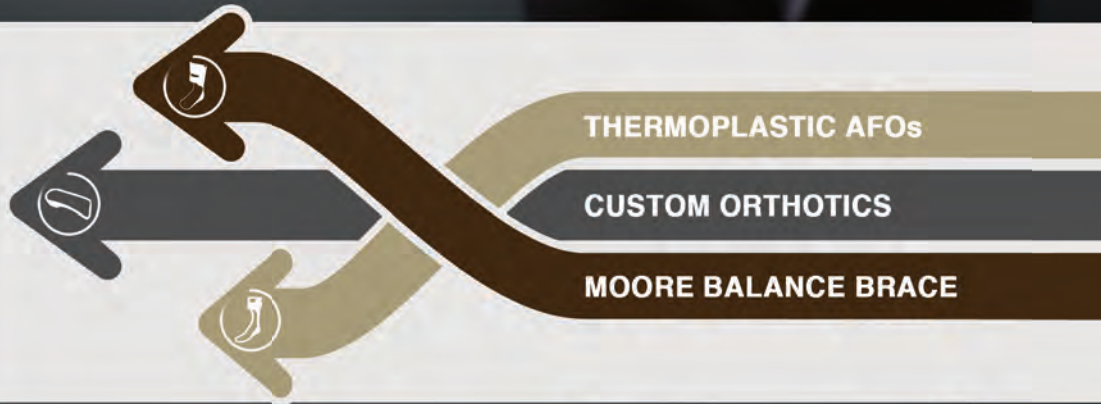 THERMOPLASTIC AFOs
CUSTOM ORTHOTICS
MOORE BALANCE BRACE